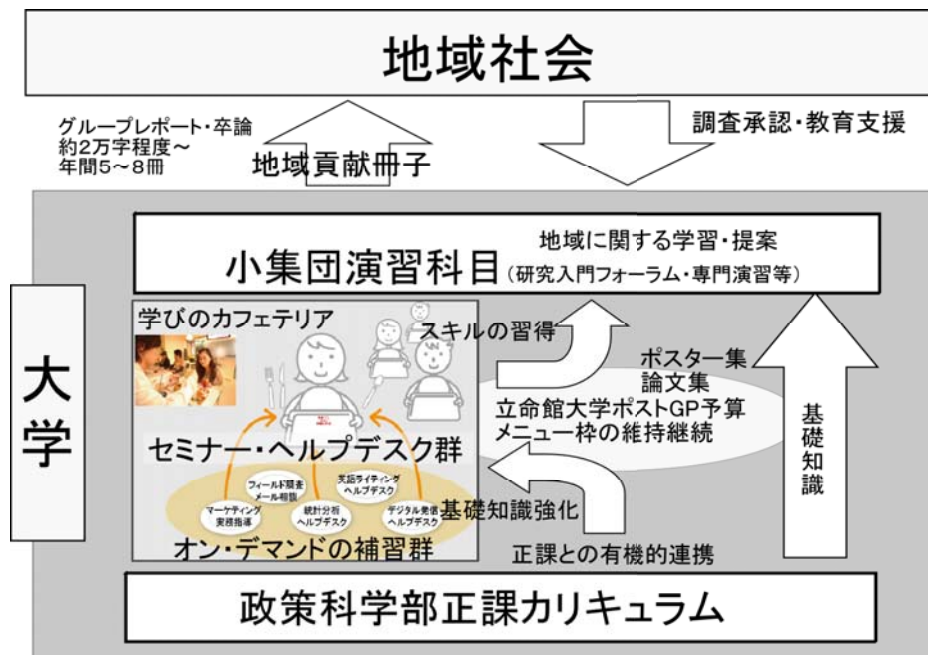 地域社会
グループレポート・卒論
約2万字程度～
年間5～8冊
地域貢献冊子
調査承認・教育支援
大学
小集団演習科目
地域に関する学習・提案
(研究入門フォーラム・専門演習等)
学びのカフェテリア
スキルの習得
ポスター集
論文集
立命館大学ポストGP予算
メニュー枠の維持継続
基礎知識
セミナー・ヘルプデスク群
フィールド調査
メール相談
英語ライティング
ヘルプデスク
マーケティング
実務指導
統計分析
ヘルプデスク
デジタル発信
ヘルプデスク
基礎知識強化
オン・デマンドの補習群
正課との有機的連携
政策科学部正課カリキュラム